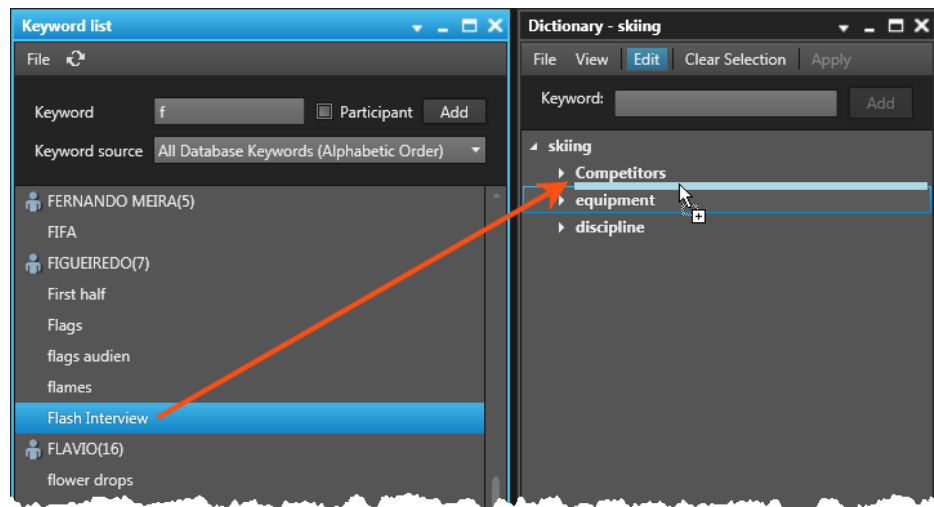 Keyword list
File
Keyword f Participant Add
Keyword source All Database Keywords (Alphabetic Order)
FERNANDO MEIRA(5)
FIFA
FIGUEIREDO(7)
First half
Flags
flags audien
flames
Flash Interview
FLAVIO(16)
flower drops
Dictionary - skiing
File View Edit Clear Selection Apply
Keyword: Add
skiing
Competitors
equipment
discipline